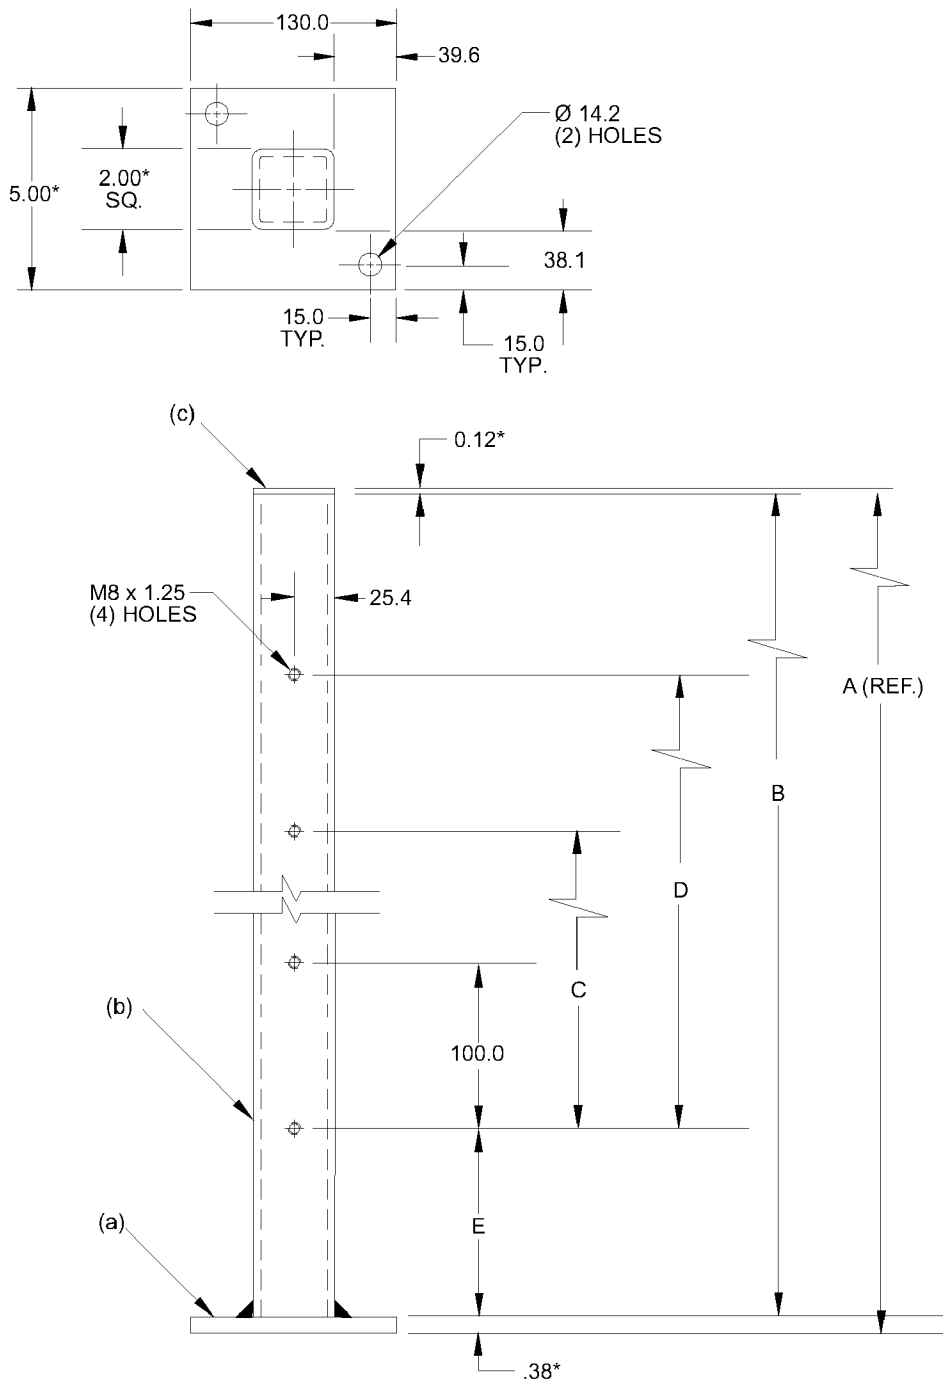 130.0
39.6
Ø 14.2
(2) HOLES
2.00*
SQ.
5.00*
38.1
15.0
TYP.
15.0
TYP.
(c)
0.12*
M8 x 1.25
(4) HOLES
25.4
A (REF.)
B
D
C
(b)
100.0
(a)
E
.38*